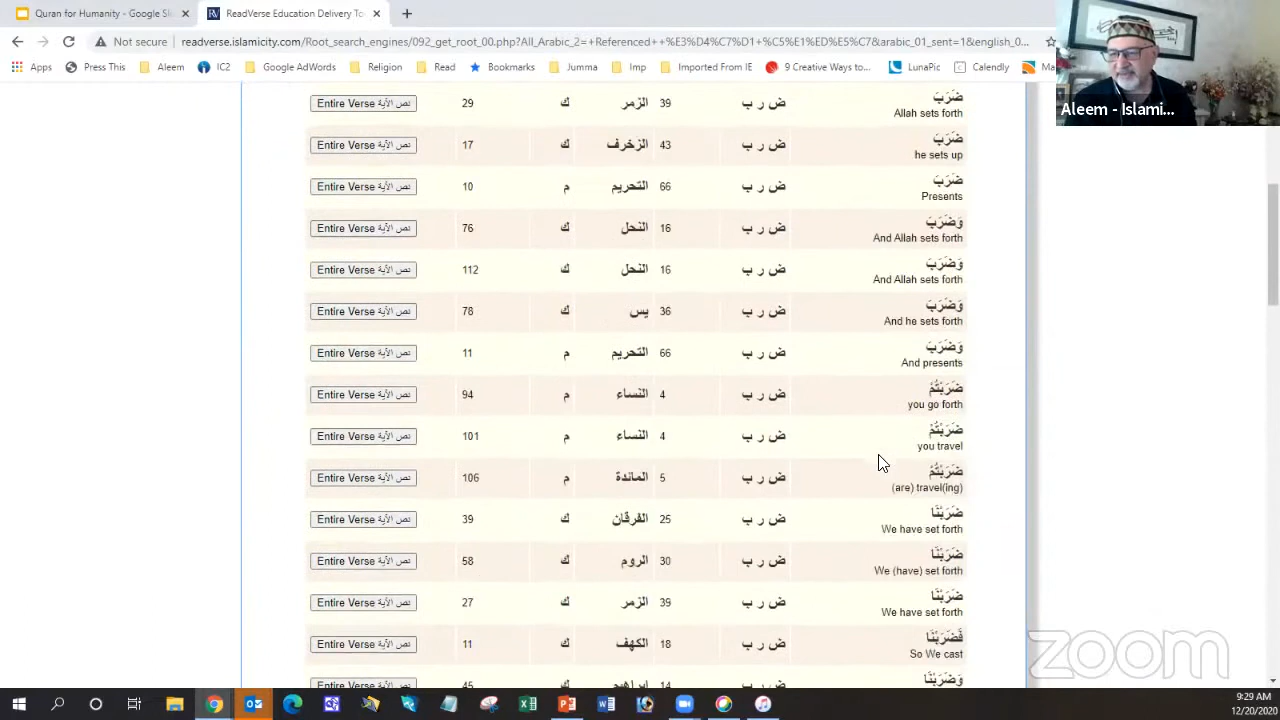 Quran for Humanity - Google Sli
ReadVerse Education Delivery To
Not secure | readverse.islamicity.com/Root_search_english_arabic_get_url_00.php?All_Arabic_2=+Referenced++%E3%D4%C7%D1+%C5%E1%ED%E5%C7&arabic_01_sent=1&english_0...
Apps Press This Aleem IC2 Google AdWords Religion Bookmarks Jumma Imp Imported From IE 9 Creative Ways to... LunaPic Calendly Ma
Aleem - Islami...
Entire Verse نص الآية 29 ك الزمر 39 ض ر ب ضَرَبَ
Allah sets forth
Entire Verse نص الآية 17 ك الزخرف 43 ض ر ب ضَرَبَ
he sets up
Entire Verse نص الآية 10 م التحريم 66 ض ر ب ضَرَبَ
Presents
Entire Verse نص الآية 76 ك النحل 16 ض ر ب وَضَرَبَ
And Allah sets forth
Entire Verse نص الآية 112 ك النحل 16 ض ر ب وَضَرَبَ
And Allah sets forth
Entire Verse نص الآية 78 ك يس 36 ض ر ب وَضَرَبَ
And he sets forth
Entire Verse نص الآية 11 م التحريم 66 ض ر ب وَضَرَبَ
And presents
Entire Verse نص الآية 94 م النساء 4 ض ر ب ضَرَبْتُمْ
you go forth
Entire Verse نص الآية 101 م النساء 4 ض ر ب ضَرَبْتُمْ
you travel
Entire Verse نص الآية 106 م المائدة 5 ض ر ب ضَرَبْتُمْ
(are) travel(ing)
Entire Verse نص الآية 39 ك الفرقان 25 ض ر ب ضَرَبْنَا
We have set forth
Entire Verse نص الآية 58 ك الروم 30 ض ر ب ضَرَبْنَا
We (have) set forth
Entire Verse نص الآية 27 ك الزمر 39 ض ر ب ضَرَبْنَا
We have set forth
Entire Verse نص الآية 11 ك الكهف 18 ض ر ب فَضَرَبْنَا
So We cast
Entire Verse نص الآية 45 ك ابراهيم ض ر ب وَضَرَبْنَا
zoom
9:29 AM
12/20/2020